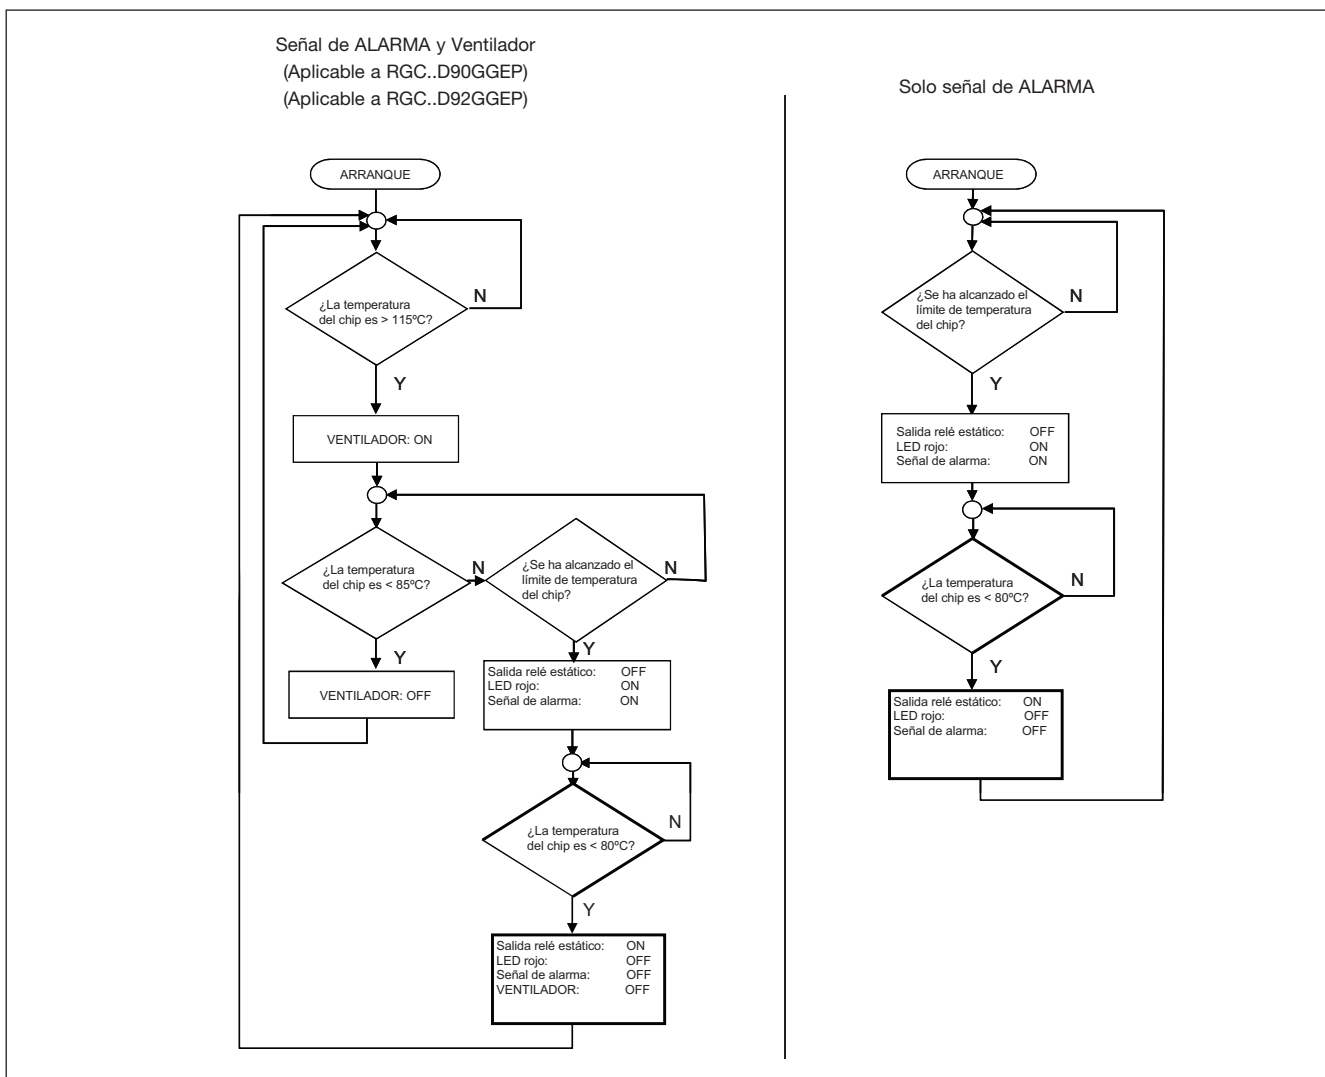 Señal de ALARMA y Ventilador
(Aplicable a RGC..D90GGEP)
(Aplicable a RGC..D92GGEP)
ARRANQUE
¿La temperatura
del chip es > 115ºC?
N
Y
VENTILADOR: ON
¿La temperatura
del chip es < 85ºC?
N
¿Se ha alcanzado el
límite de temperatura
del chip?
N
Y
VENTILADOR: OFF
Y
Salida relé estático: OFF
LED rojo: ON
Señal de alarma: ON
¿La temperatura
del chip es < 80ºC?
N
Y
Salida relé estático: ON
LED rojo: OFF
Señal de alarma: OFF
VENTILADOR: OFF
Solo señal de ALARMA
ARRANQUE
¿Se ha alcanzado el
límite de temperatura
del chip?
N
Y
Salida relé estático: OFF
LED rojo: ON
Señal de alarma: ON
¿La temperatura
del chip es < 80ºC?
N
Y
Salida relé estático: ON
LED rojo: OFF
Señal de alarma: OFF